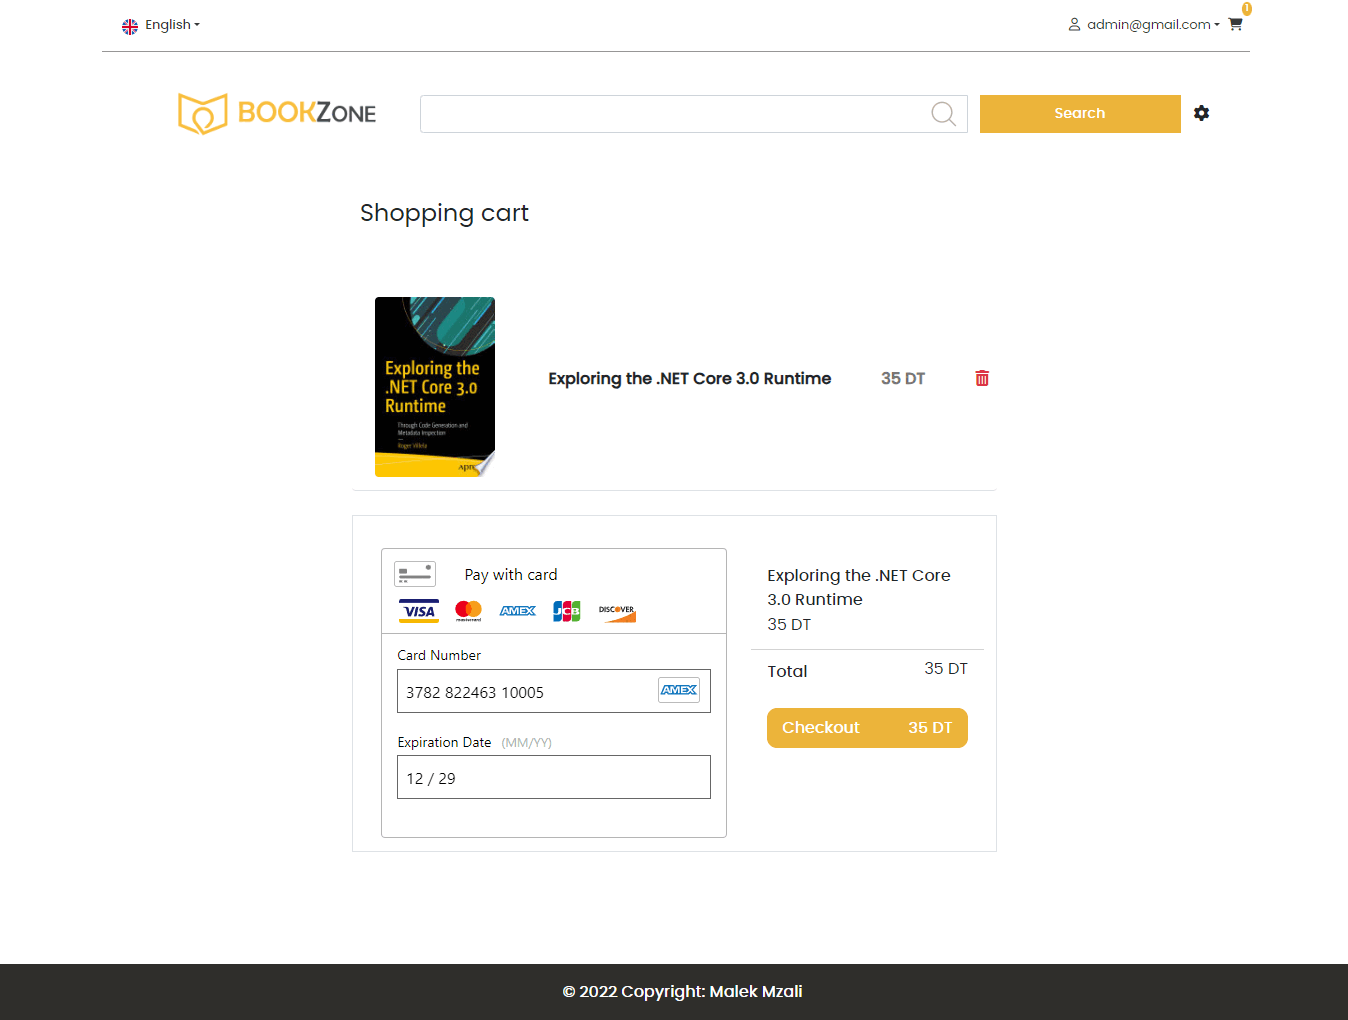 English
admin@gmail.com
1
BOOKZONE
Search
Shopping cart
Exploring the
.NET Core 3.0
Runtime
Through Code Generation and
Metadata Inspection
—
Roger Villela
Exploring the .NET Core 3.0 Runtime
35 DT
Pay with card
VISA
mastercard
AMEX
JCB
DISCOVER
Card Number
3782 822463 10005
AMEX
Expiration Date (MM/YY)
12 / 29
Exploring the .NET Core
3.0 Runtime
35 DT
Total
35 DT
Checkout
35 DT
© 2022 Copyright: Malek Mzali